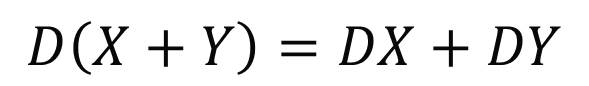 D(X + Y) = DX + DY